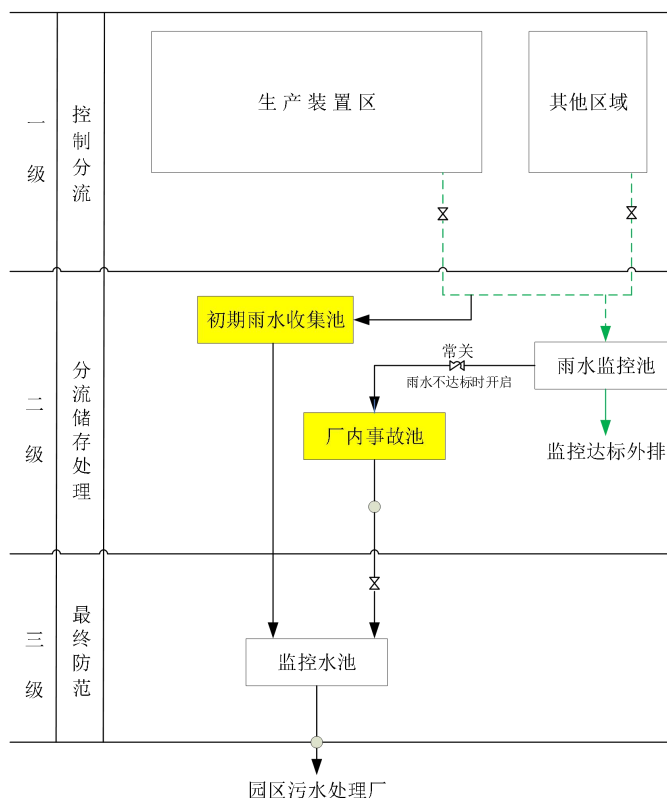 一级
控制分流
生产装置区
其他区域
二级
分流储存处理
初期雨水收集池
常关
雨水不达标时开启
雨水监控池
厂内事故池
监控达标外排
三级
最终防范
监控水池
园区污水处理厂